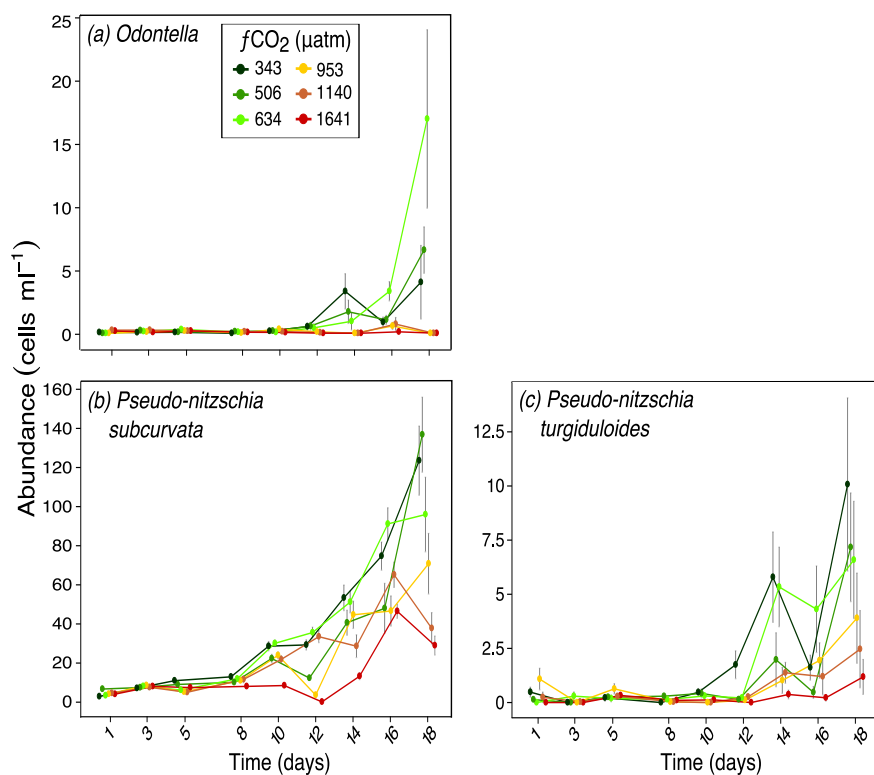 (a) Odontella
ƒCO₂ (µatm)
343 953
506 1140
634 1641
25
20
15
10
5
0
Abundance (cells ml⁻¹)
(b) Pseudo-nitzschia
subcurvata
160
140
120
100
80
60
40
20
0
1 3 5 8 10 12 14 16 18
Time (days)
(c) Pseudo-nitzschia
turgiduloides
12.5
10
7.5
5
2.5
0
1 3 5 8 10 12 14 16 18
Time (days)